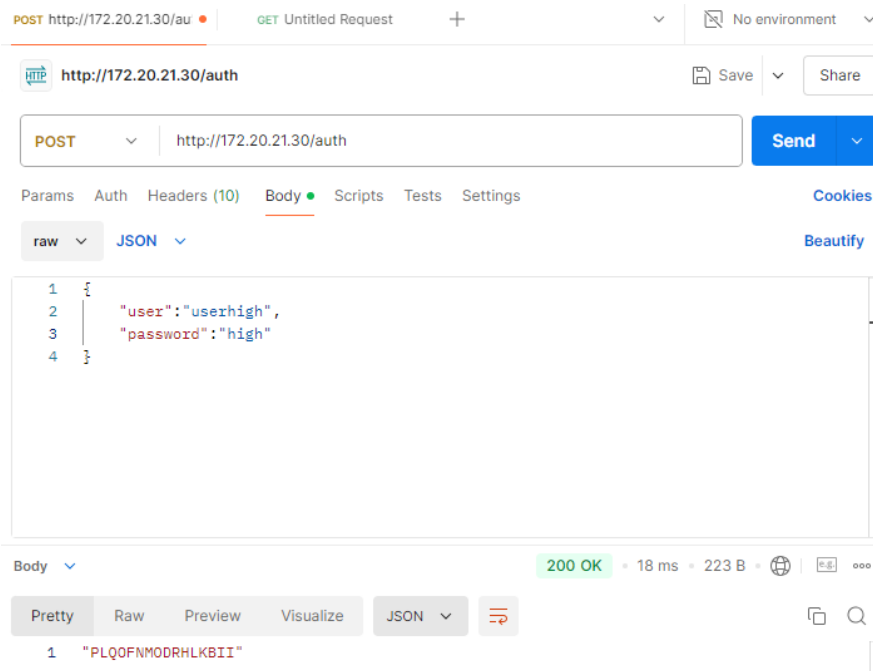 POST http://172.20.21.30/au GET Untitled Request No environment
HTTP http://172.20.21.30/auth Save Share
POST http://172.20.21.30/auth Send
Params Auth Headers (10) Body Scripts Tests Settings Cookies
raw JSON Beautify
1 {
2 "user":"userhigh",
3 "password":"high"
4 }
Body 200 OK 18 ms 223 B e.g.
Pretty Raw Preview Visualize JSON
1 "PLQOFNMODRHLKBII"